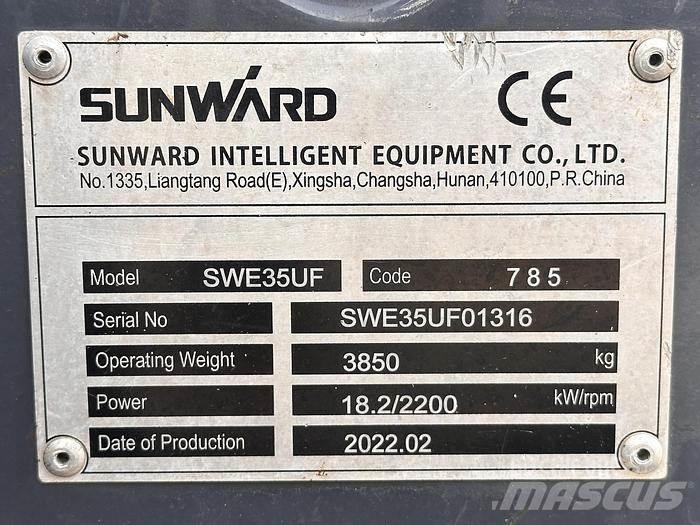 SUNWARD CE
SUNWARD INTELLIGENT EQUIPMENT CO., LTD.
No.1335,Liangtang Road(E),Xingsha,Changsha,Hunan,410100,P.R.China
Model SWE35UF Code 785
Serial No SWE35UF01316
Operating Weight 3850 kg
Power 18.2/2200 kW/rpm
Date of Production 2022.02
MASCUS